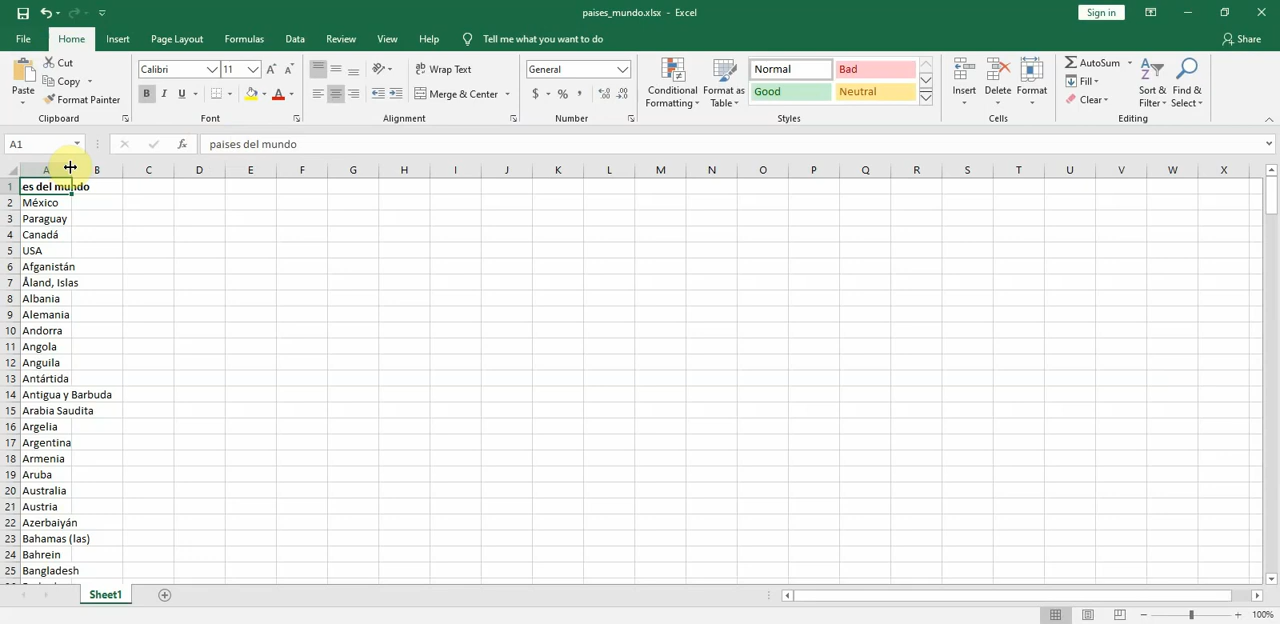 paises_mundo.xlsx - Excel
Sign in
File Home Insert Page Layout Formulas Data Review View Help Tell me what you want to do Share
Paste
Cut
Copy
Format Painter
Clipboard
Calibri 11
B I U A
Font
Wrap Text
Merge & Center
Alignment
General
$ % ,
Number
Conditional Formatting
Format as Table
Normal Bad
Good Neutral
Styles
Insert Delete Format
Cells
AutoSum
Fill
Clear
Sort & Filter
Find & Select
Editing
A1 fx paises del mundo
A B C D E F G H I J K L M N O P Q R S T U V W X
1 es del mundo
2 México
3 Paraguay
4 Canadá
5 USA
6 Afganistán
7 Åland, Islas
8 Albania
9 Alemania
10 Andorra
11 Angola
12 Anguila
13 Antártida
14 Antigua y Barbuda
15 Arabia Saudita
16 Argelia
17 Argentina
18 Armenia
19 Aruba
20 Australia
21 Austria
22 Azerbaiyán
23 Bahamas (las)
24 Bahrein
25 Bangladesh
Sheet1
100%